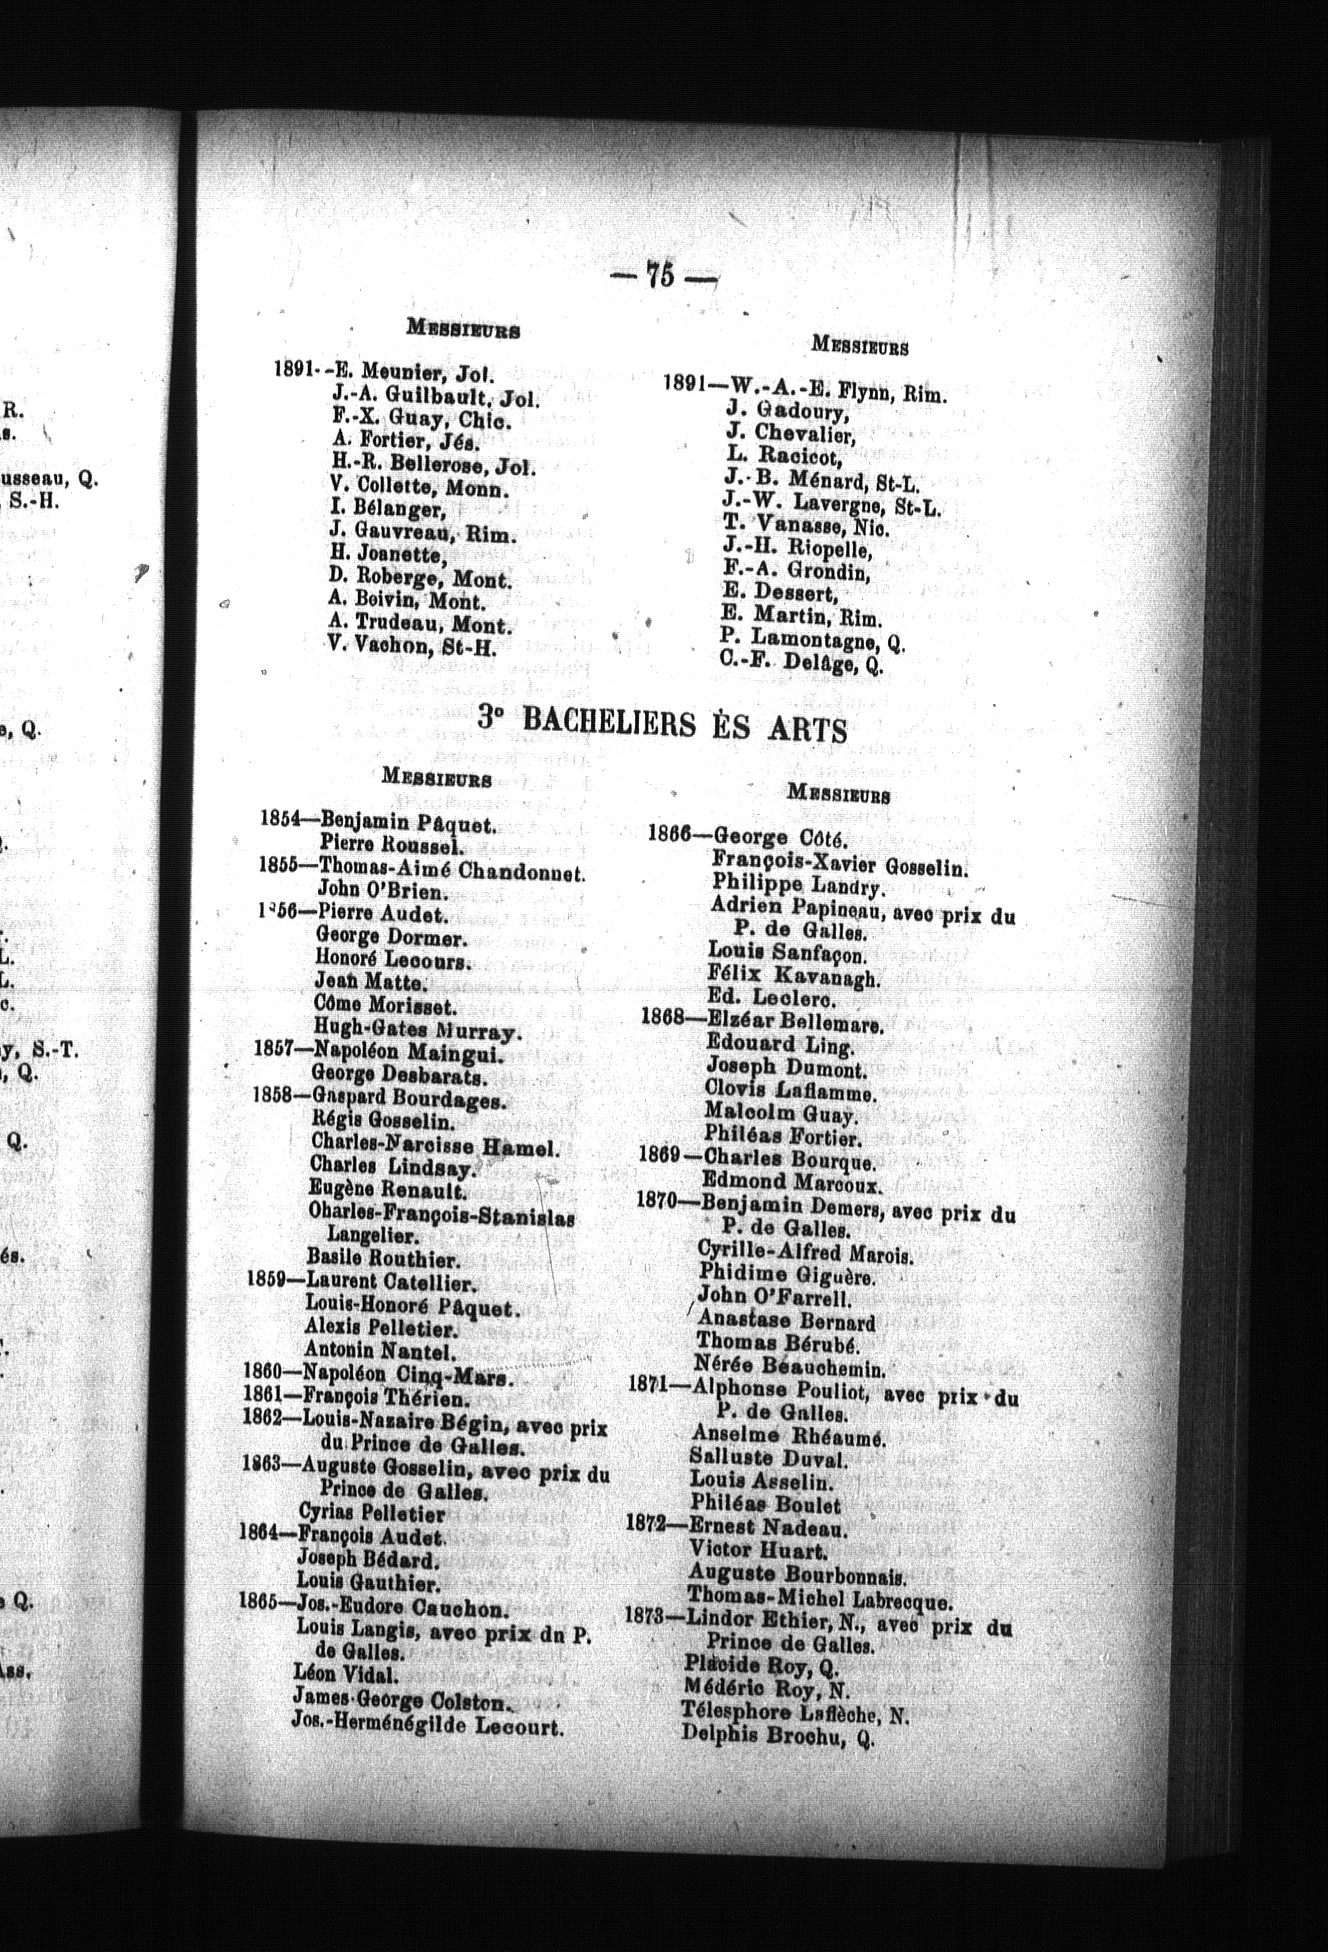 — 75 —
MESSIEURS
1891--E. Meunier, Jol.
J.-A. Guilbault, Jol.
F.-X. Guay, Chic.
A. Fortier, Jés.
H.-R. Bellerose, Jol.
V. Collette, Monn.
I. Bélanger,
J. Gauvreau, Rim.
H. Joanette,
D. Roberge, Mont.
A. Boivin, Mont.
A. Trudeau, Mont.
V. Vachon, St-H.
MESSIEURS
1891—W.-A.-E. Flynn, Rim.
J. Gadoury,
J. Chevalier,
L. Racicot,
J.-B. Ménard, St-L.
J.-W. Lavergne, St-L.
T. Vanasse, Nic.
J.-H. Riopelle,
F.-A. Grondin,
E. Dessert,
E. Martin, Rim.
P. Lamontagne, Q.
C.-F. Delâge, Q.
3º BACHELIERS ÈS ARTS
MESSIEURS
1854—Benjamin Pâquet.
Pierre Roussel.
1855—Thomas-Aimé Chandonnet.
John O'Brien.
1856—Pierre Audet.
George Dormer.
Honoré Lecours.
Jean Matte.
Côme Morisset.
Hugh-Gates Murray.
1857—Napoléon Maingui.
George Desbarats.
1858—Gaspard Bourdages.
Régis Gosselin.
Charles-Narcisse Hamel.
Charles Lindsay.
Eugène Renault.
Charles-François-Stanislas
Langelier.
Basile Routhier.
1859—Laurent Catellier.
Louis-Honoré Pâquet.
Alexis Pelletier.
Antonin Nantel.
1860—Napoléon Cinq-Mars.
1861—François Thérien.
1862—Louis-Nazaire Bégin, avec prix
du Prince de Galles.
1863—Auguste Gosselin, avec prix du
Prince de Galles.
Cyrias Pelletier
1864—François Audet.
Joseph Bédard.
Louis Gauthier.
1865—Jos.-Eudore Cauchon.
Louis Langis, avec prix dn P.
de Galles.
Léon Vidal.
James-George Colston.
Jos.-Herménégilde Lecourt.
MESSIEURS
1866—George Côté.
François-Xavier Gosselin.
Philippe Landry.
Adrien Papineau, avec prix du
P. de Galles.
Louis Sanfaçon.
Félix Kavanagh.
Ed. Leclerc.
1868—Elzéar Bellemare.
Edouard Ling.
Joseph Dumont.
Clovis Laflamme.
Malcolm Guay.
Philéas Fortier.
1869—Charles Bourque.
Edmond Marcoux.
1870—Benjamin Demers, avec prix du
P. de Galles.
Cyrille-Alfred Marois.
Phidime Giguère.
John O'Farrell.
Anastase Bernard
Thomas Bérubé.
Nérée Beauchemin.
1871—Alphonse Pouliot, avec prix du
P. de Galles.
Anselme Rhéaumé.
Salluste Duval.
Louis Asselin.
Philéas Boulet
1872—Ernest Nadeau.
Victor Huart.
Auguste Bourbonnais.
Thomas-Michel Labrecque.
1873—Lindor Ethier, N., avec prix du
Prince de Galles.
Placide Roy, Q.
Médéric Roy, N.
Télesphore Laflèche, N.
Delphis Brochu, Q.